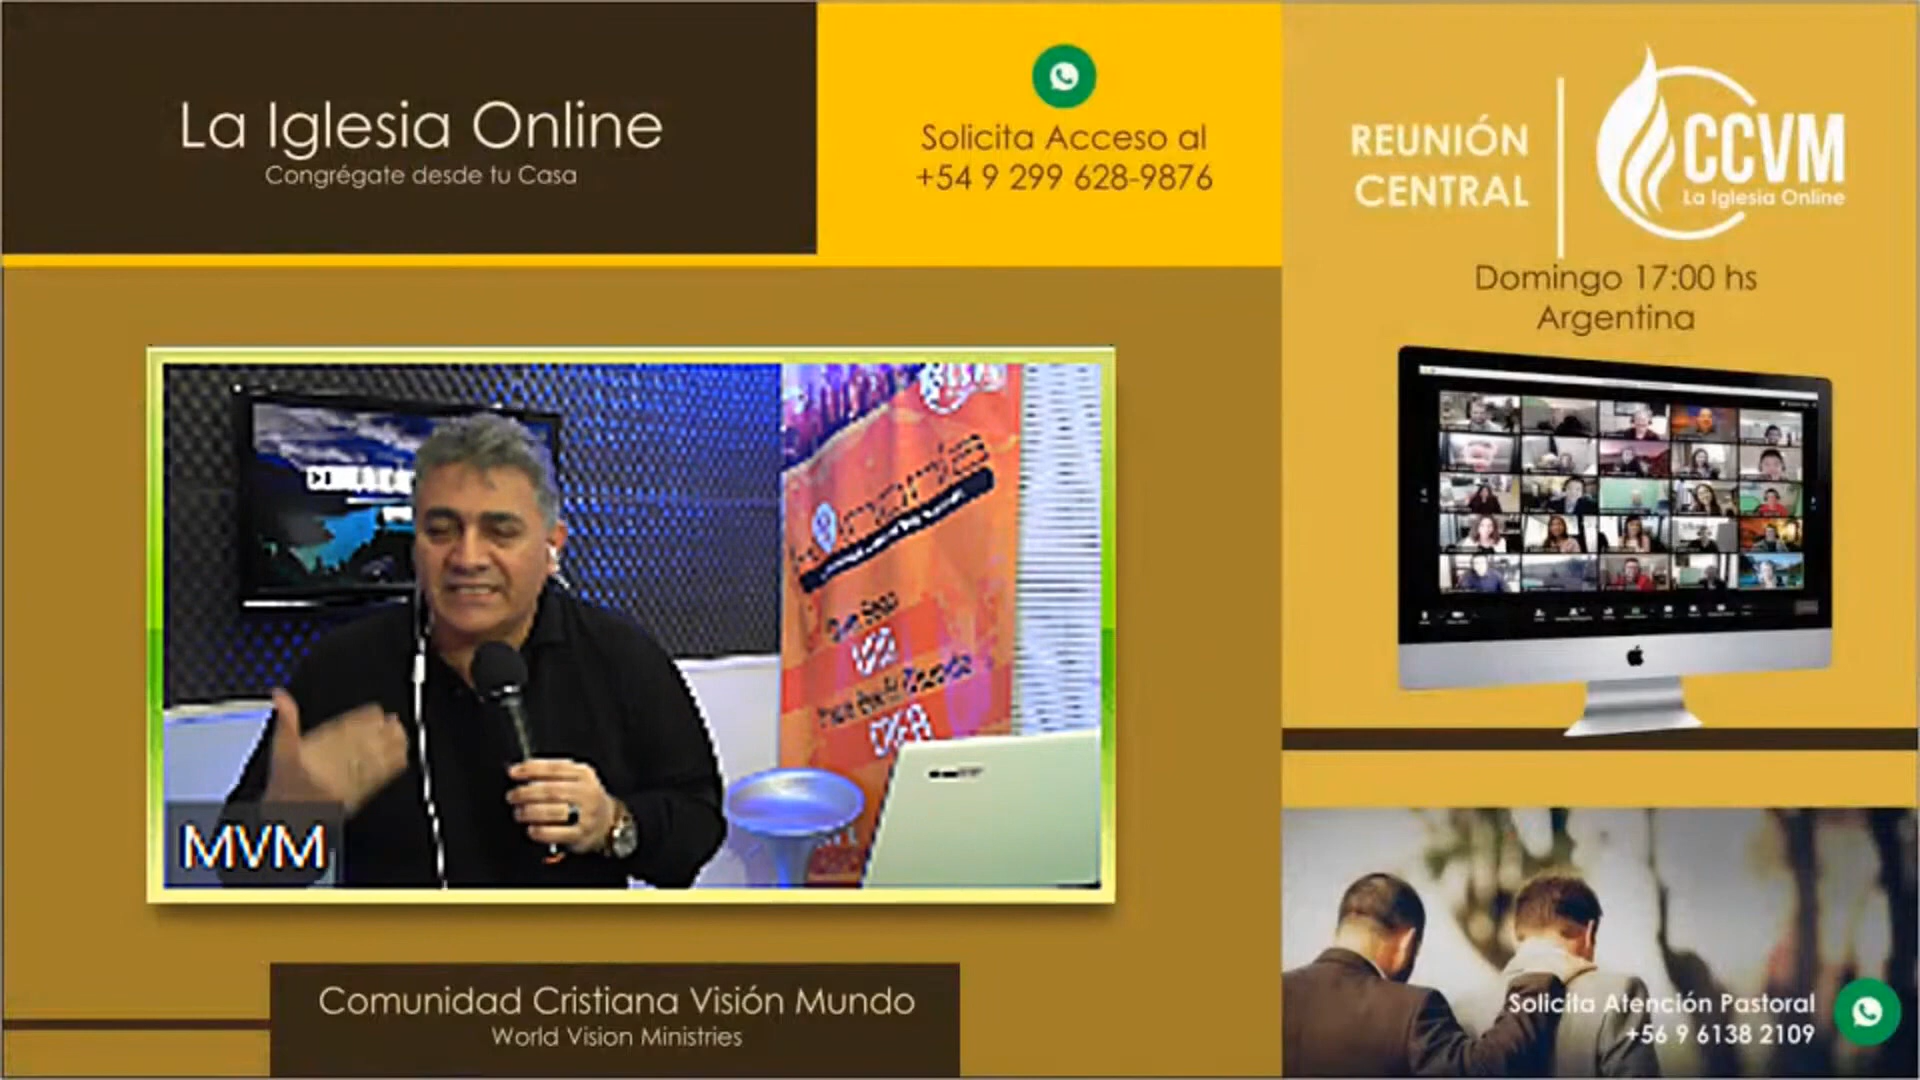 La Iglesia Online
Congrégate desde tu Casa
Solicita Acceso al
+54 9 299 628-9876
REUNIÓN
CENTRAL
CCVM
La Iglesia Online
Domingo 17:00 hs
Argentina
MVM
Comunidad Cristiana Visión Mundo
World Vision Ministries
Solicita Atención Pastoral
+56 9 6138 2109